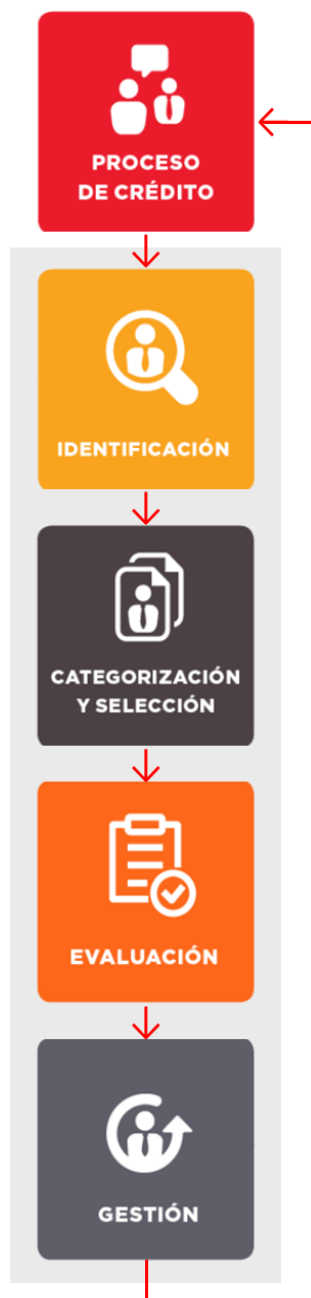 PROCESO
DE CRÉDITO
IDENTIFICACIÓN
CATEGORIZACIÓN
Y SELECCIÓN
EVALUACIÓN
GESTIÓN